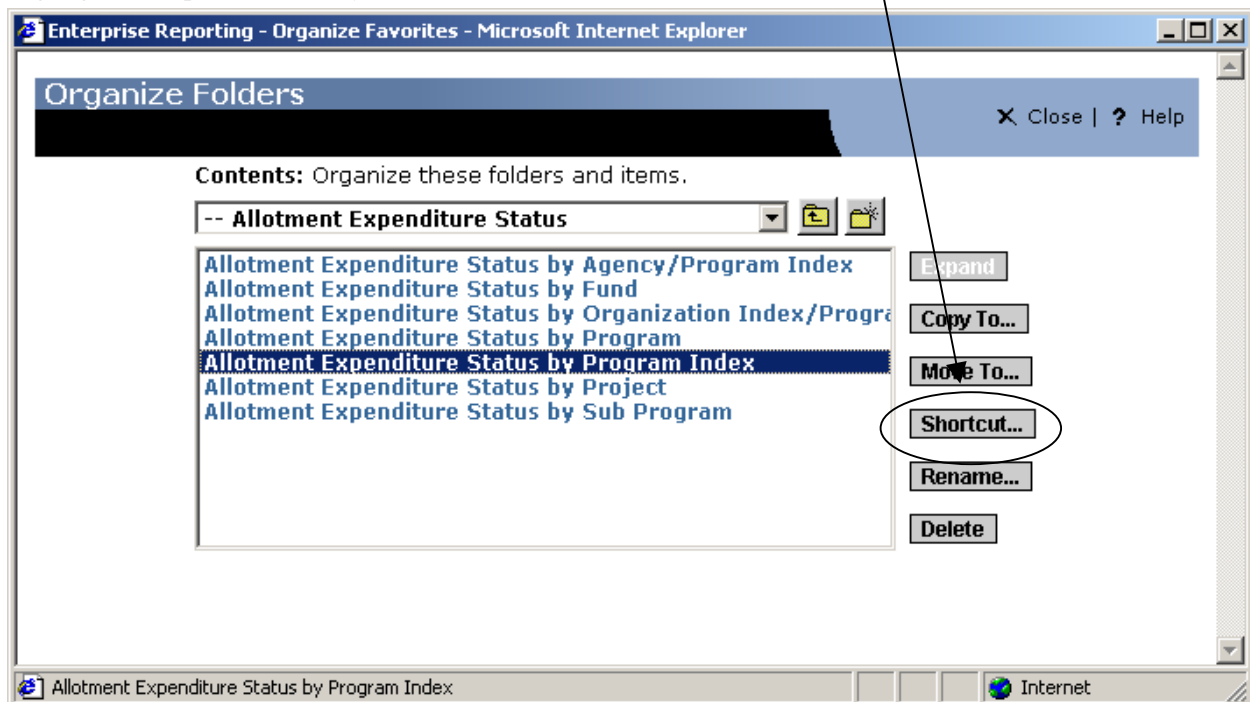 Enterprise Reporting - Organize Favorites - Microsoft Internet Explorer
Organize Folders
X Close | ? Help
Contents: Organize these folders and items.
-- Allotment Expenditure Status
Allotment Expenditure Status by Agency/Program Index
Allotment Expenditure Status by Fund
Allotment Expenditure Status by Organization Index/Progra
Allotment Expenditure Status by Program
Allotment Expenditure Status by Program Index
Allotment Expenditure Status by Project
Allotment Expenditure Status by Sub Program
Expand
Copy To...
Move To...
Shortcut...
Rename...
Delete
Allotment Expenditure Status by Program Index
Internet